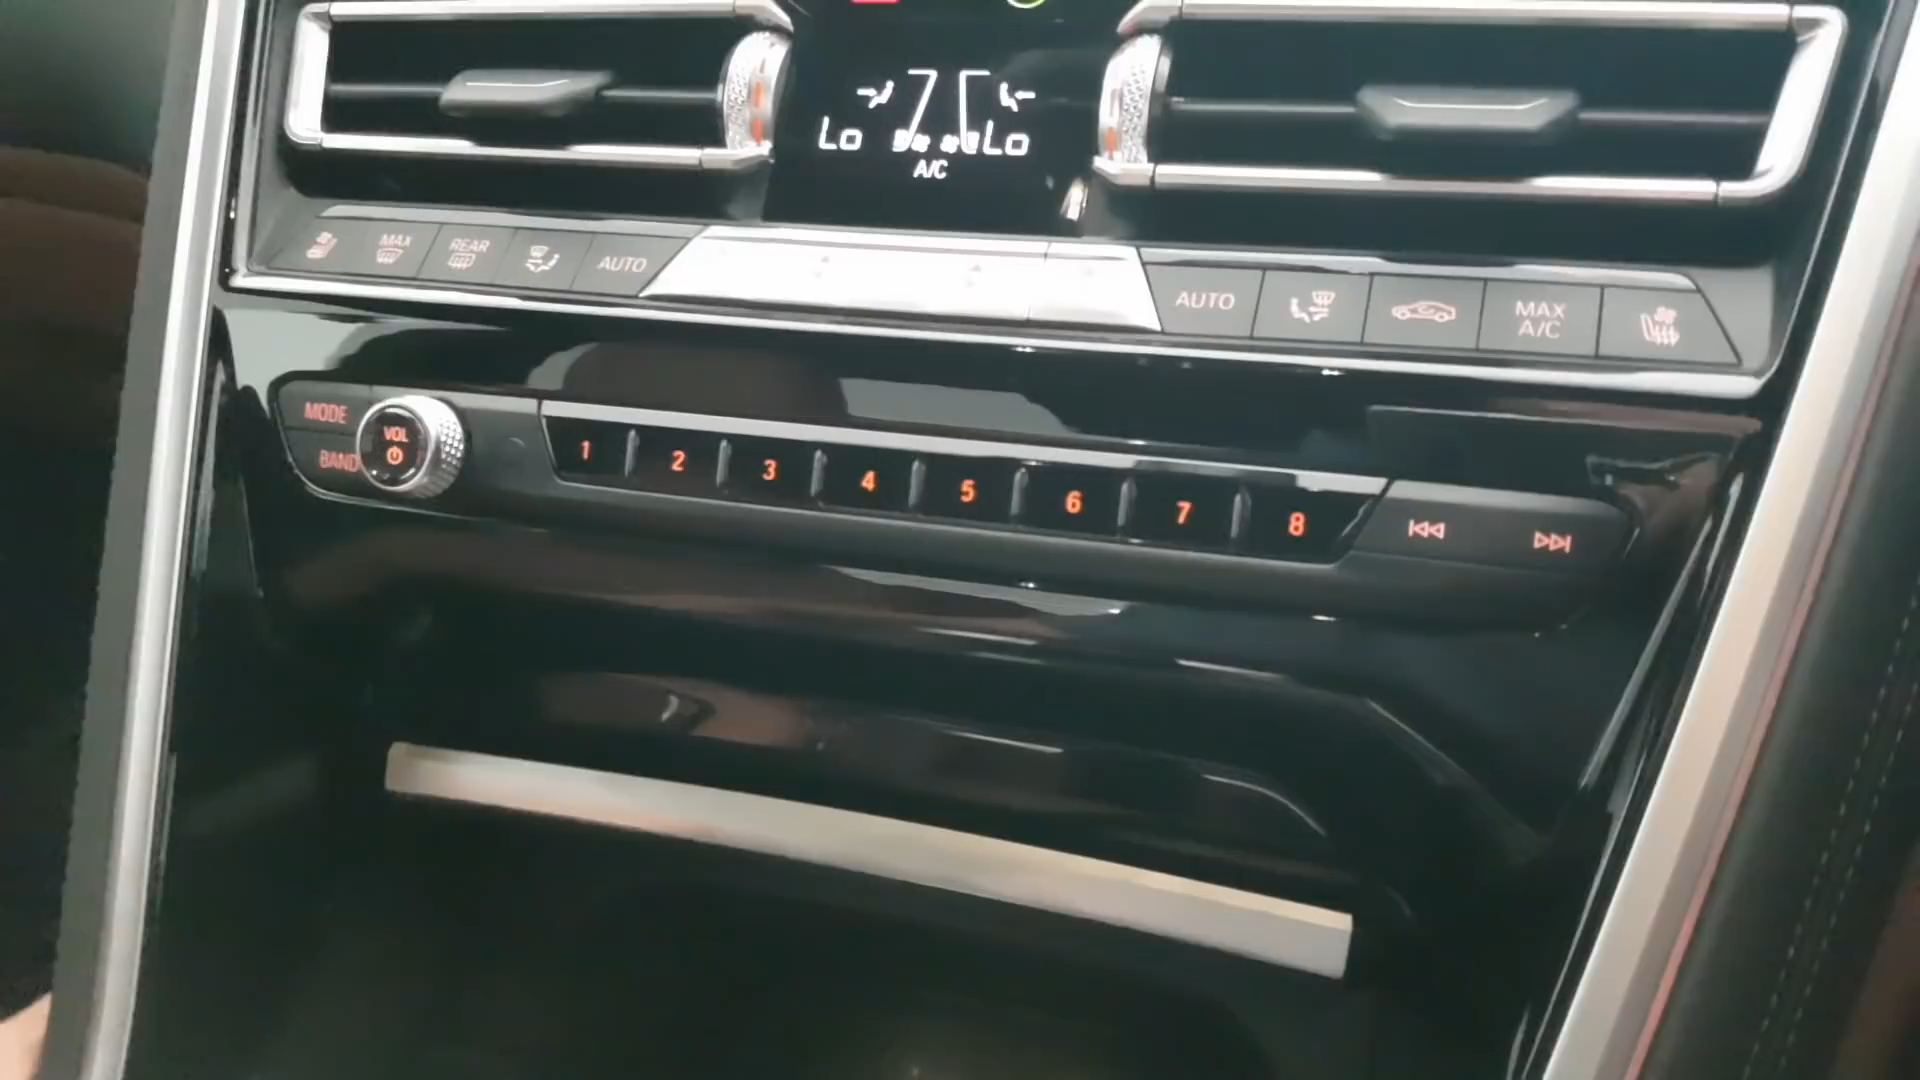 Lo Lo
A/C
MAX
REAR
AUTO
AUTO
MAX
A/C
MODE
BAND
VOL
1 2 3 4 5 6 7 8